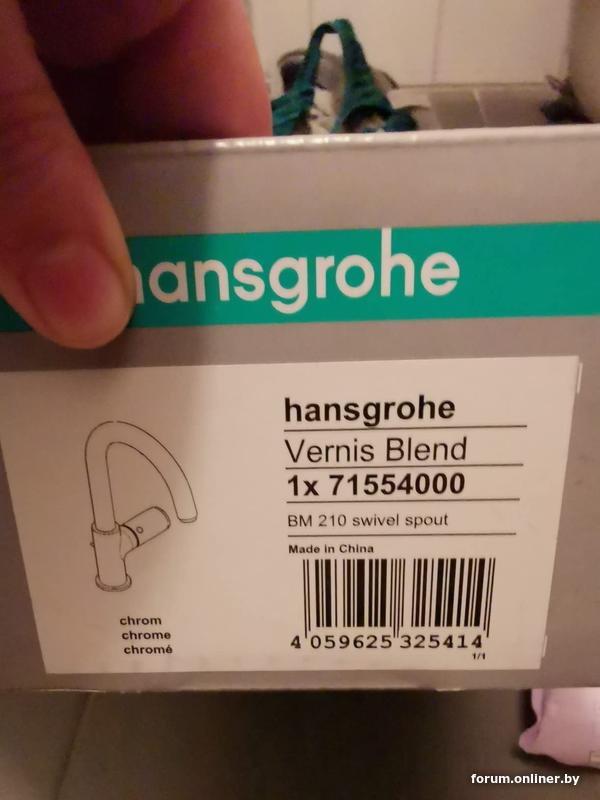 hansgrohe
hansgrohe
Vernis Blend
1x 71554000
BM 210 swivel spout
Made in China
chrom
chrome
chromé
4 059625 325414
1/1
forum.onliner.by